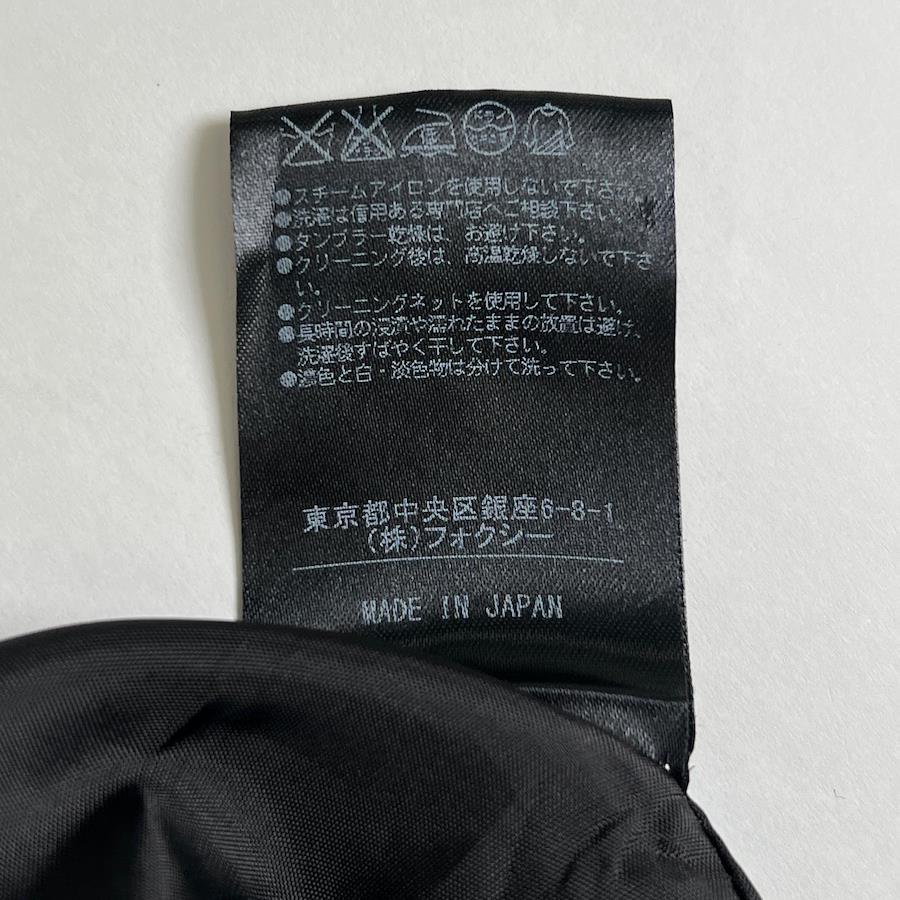 ●スチームアイロンを使用しないで下さい。
●洗濯は信用ある専門店へご相談下さい。
●タンブラー乾燥は、お避け下さい。
●クリーニング後は、高温乾燥しないで下さ
い。
●クリーニングネットを使用して下さい。
●長時間の浸漬や濡れたままの放置は避け、
洗濯後すばやく干して下さい。
●濃色と白・淡色物は分けて洗って下さい。
東京都中央区銀座6-8-1
(株)フォクシー
MADE IN JAPAN